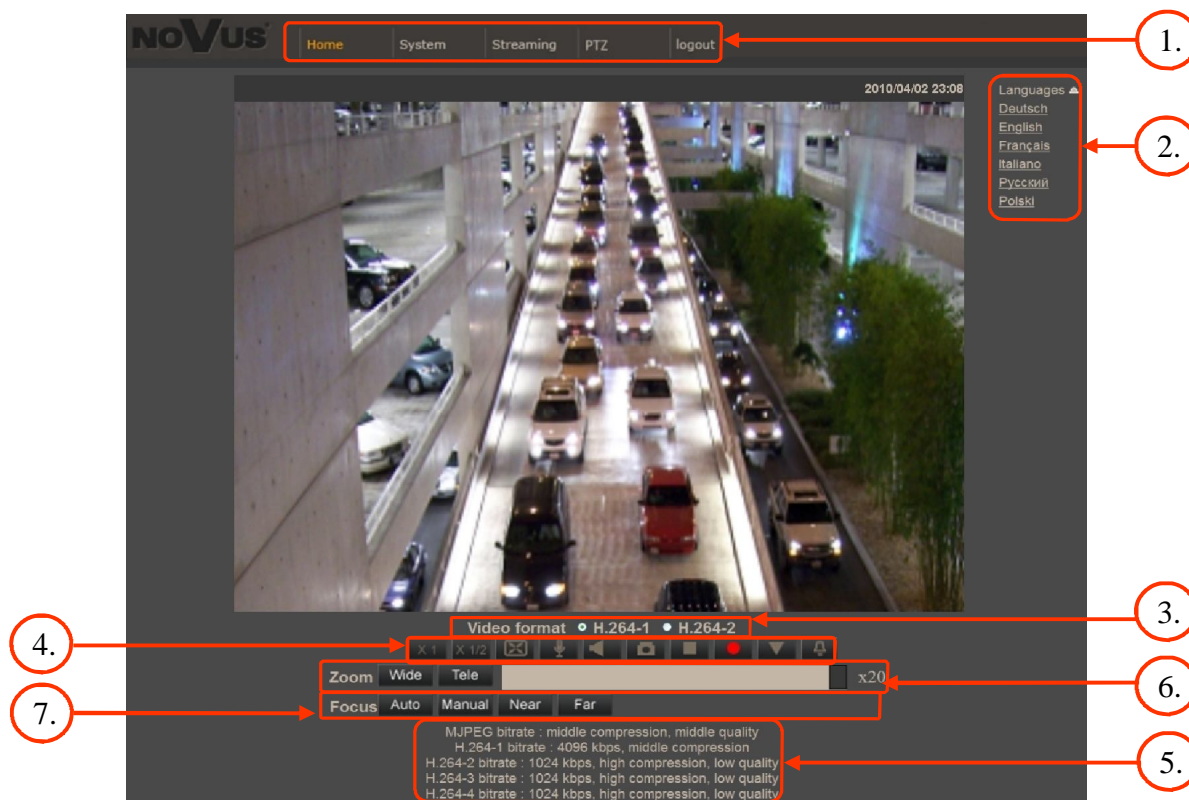 NOVUS
Home System Streaming PTZ logout
1.
2010/04/02 23:08
Languages
Deutsch
English
Français
Italiano
Русский
Polski
2.
3.
Video format H.264-1 H.264-2
4.
X 1 X 1/2
Zoom Wide Tele x20
6.
7.
Focus Auto Manual Near Far
MJPEG bitrate : middle compression, middle quality
H.264-1 bitrate : 4096 kbps, middle compression
H.264-2 bitrate : 1024 kbps, high compression, low quality
H.264-3 bitrate : 1024 kbps, high compression, low quality
H.264-4 bitrate : 1024 kbps, high compression, low quality
5.